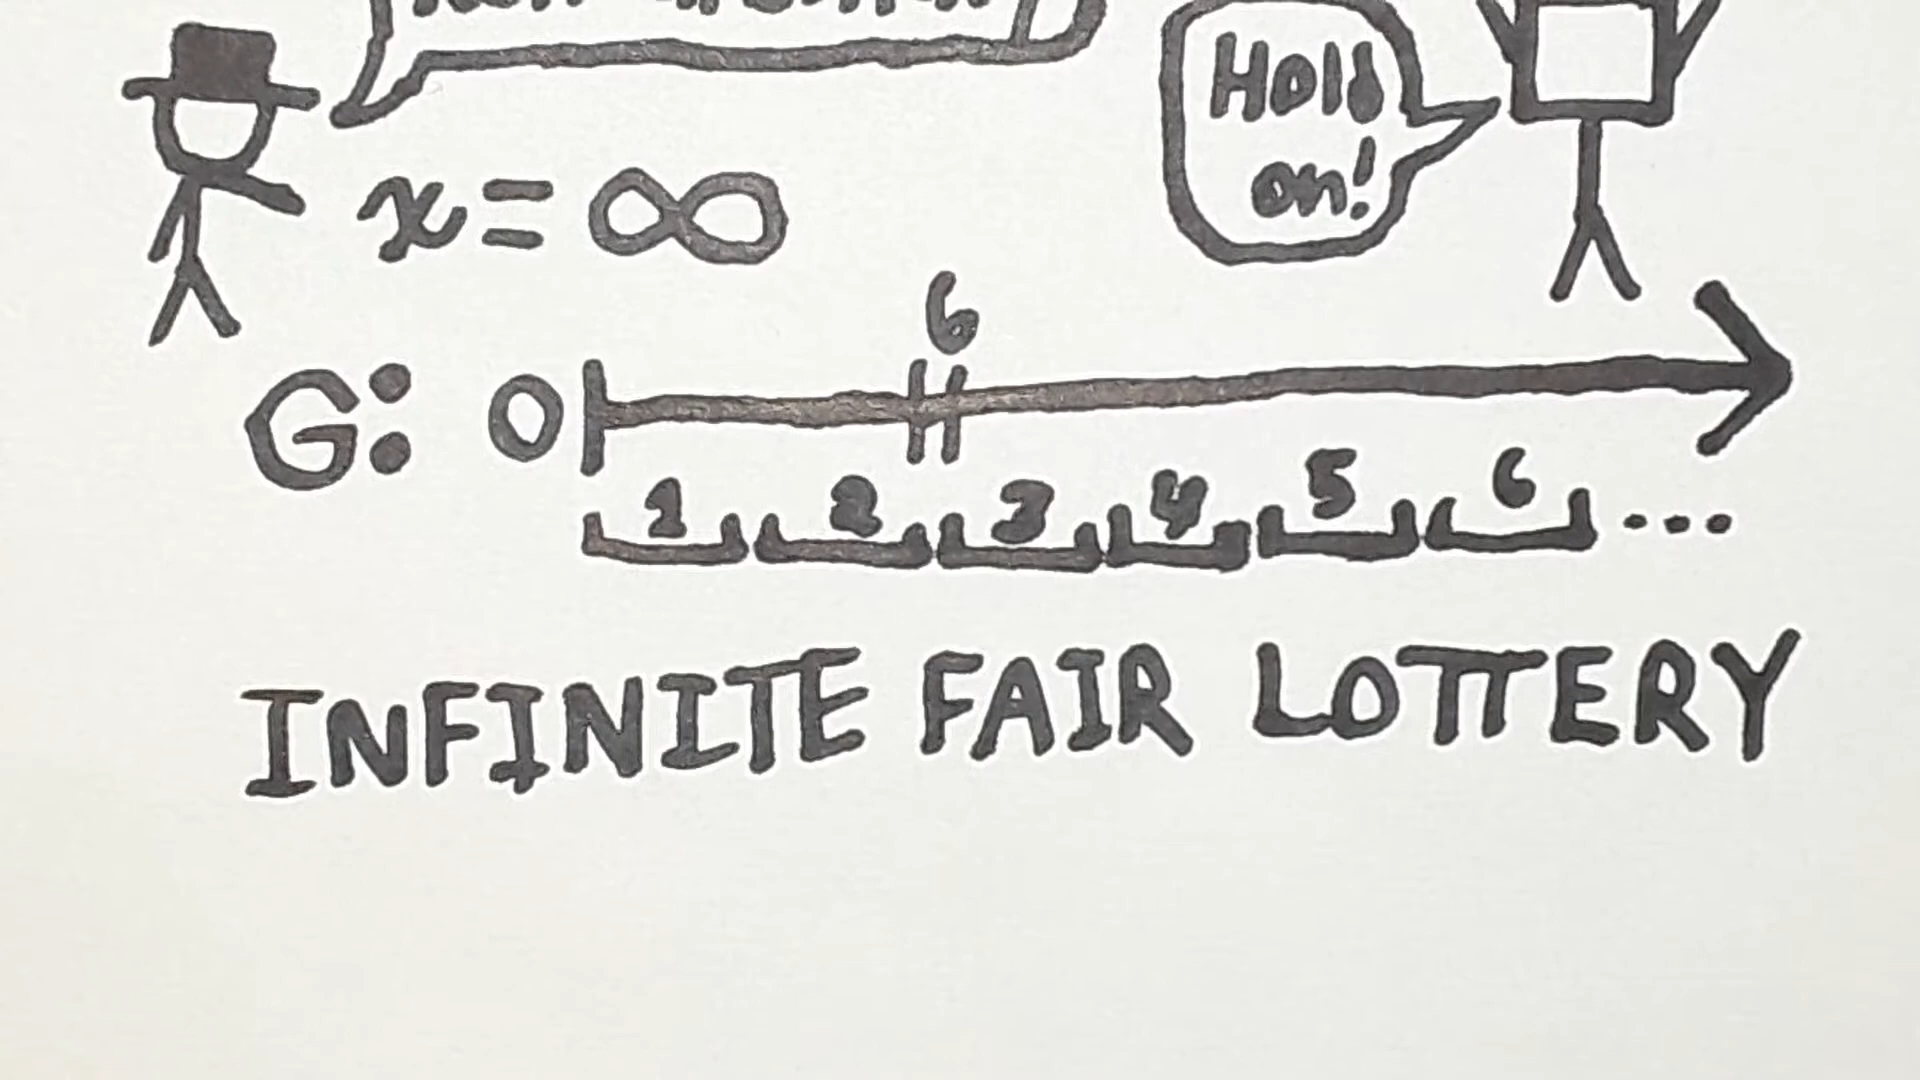 Hold
on!
x = ∞
6
G: 0
1 2 3 4 5 6 ...
INFINITE FAIR LOTTERY